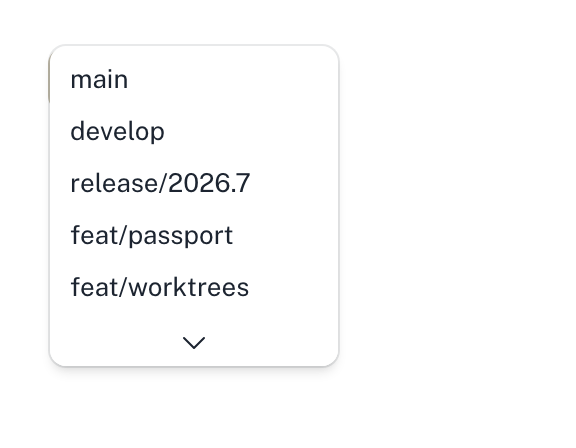 main
develop
release/2026.7
feat/passport
feat/worktrees